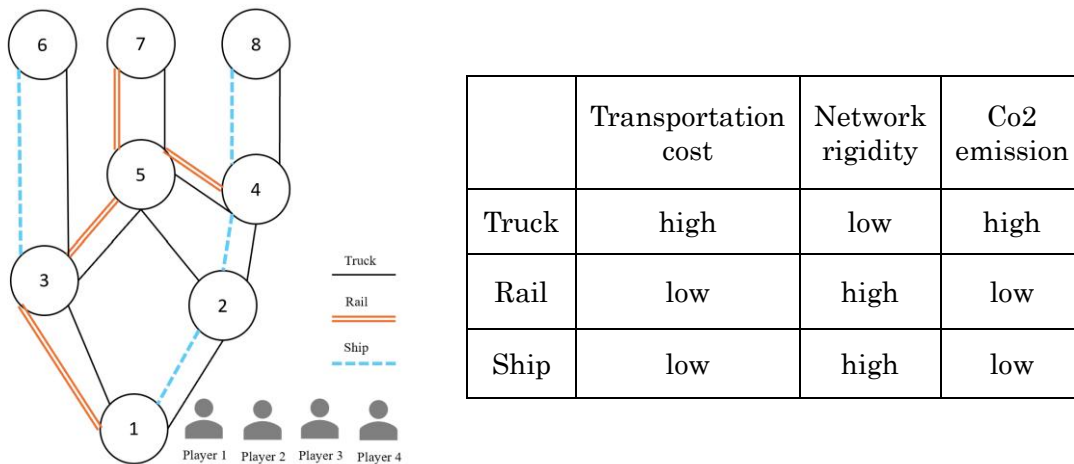 6
7
8
5
4
3
2
1
Truck
Rail
Ship
Player 1
Player 2
Player 3
Player 4
Transportation cost
Network rigidity
Co2 emission
Truck high low high
Rail low high low
Ship low high low